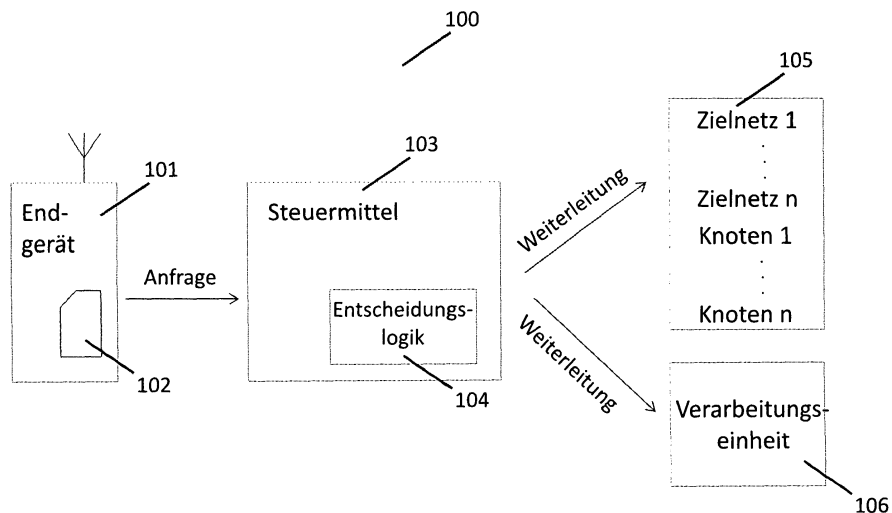 100
101
End-
gerät
102
Anfrage
103
Steuermittel
Entscheidungs-
logik
104
Weiterleitung
Weiterleitung
105
Zielnetz 1
Zielnetz n
Knoten 1
Knoten n
Verarbeitungs-
einheit
106